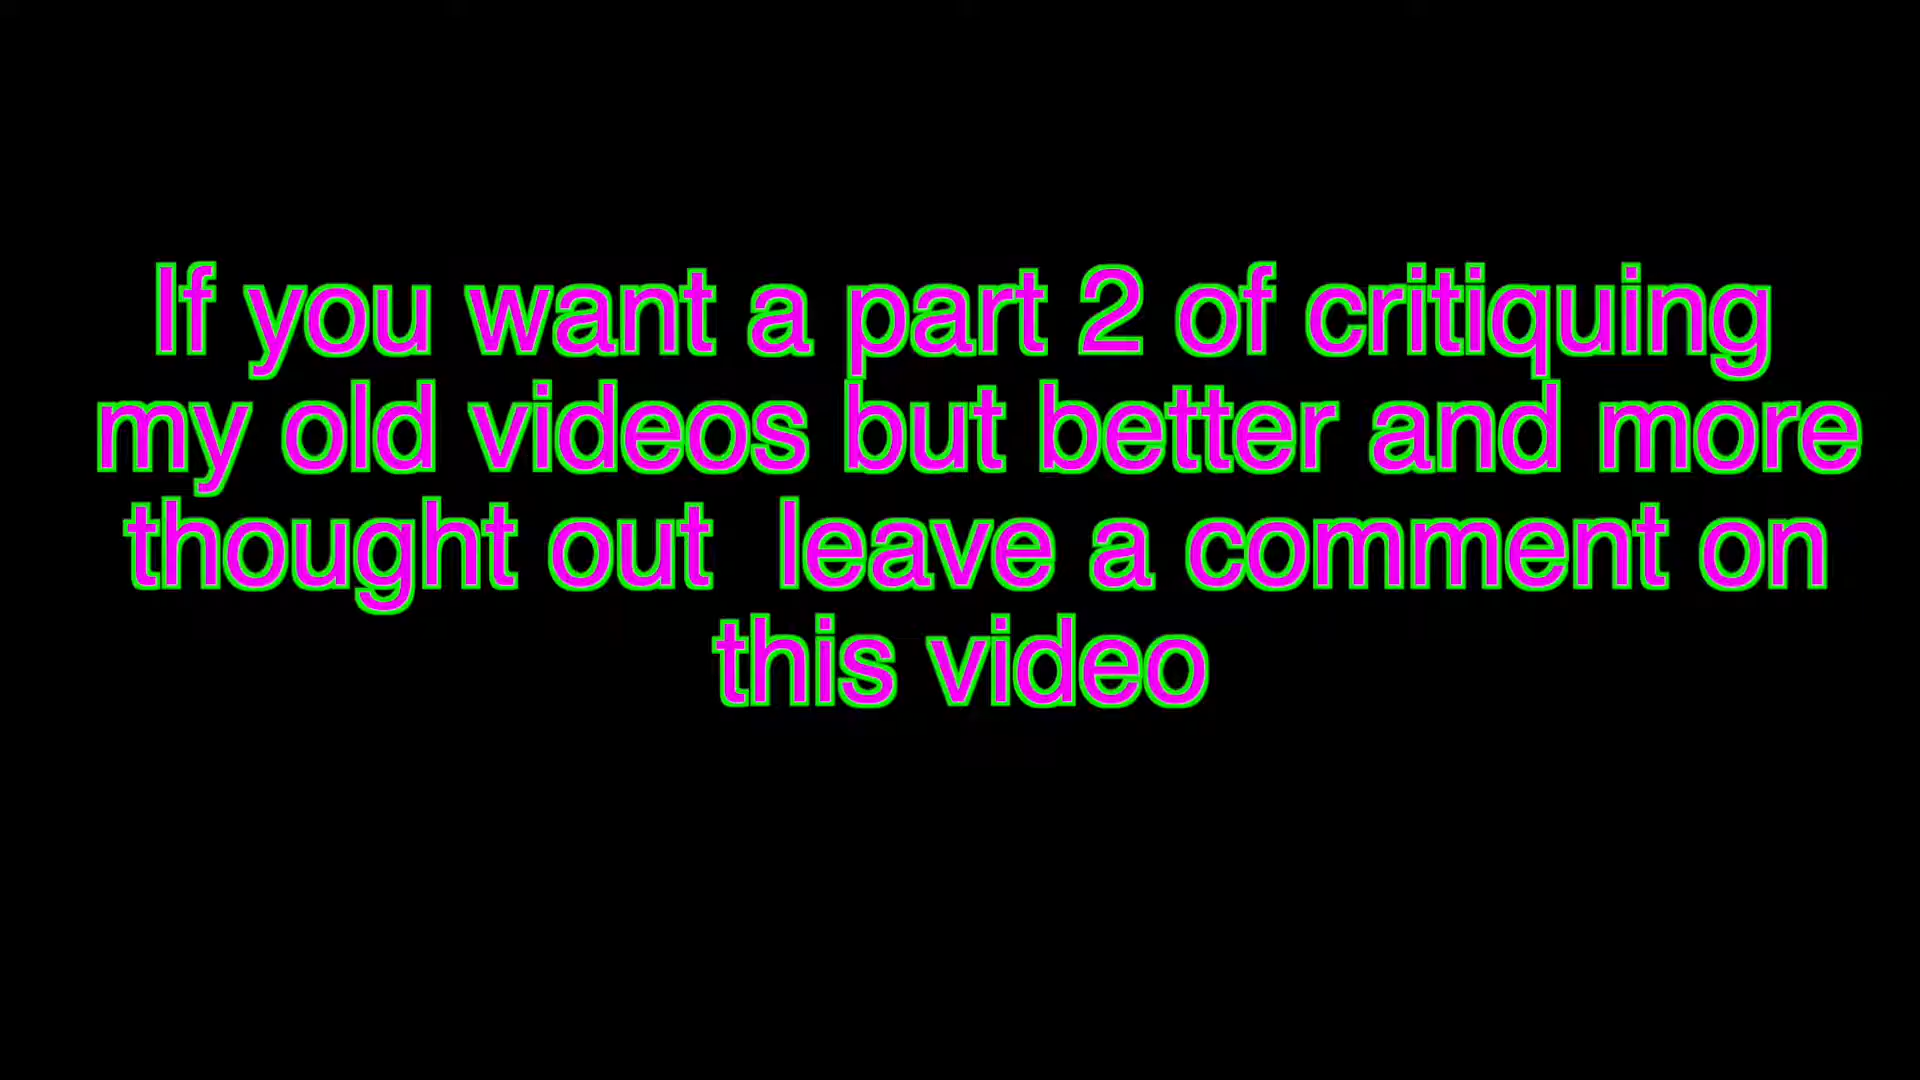 If you want a part 2 of critiquing
my old videos but better and more
thought out  leave a comment on
this video